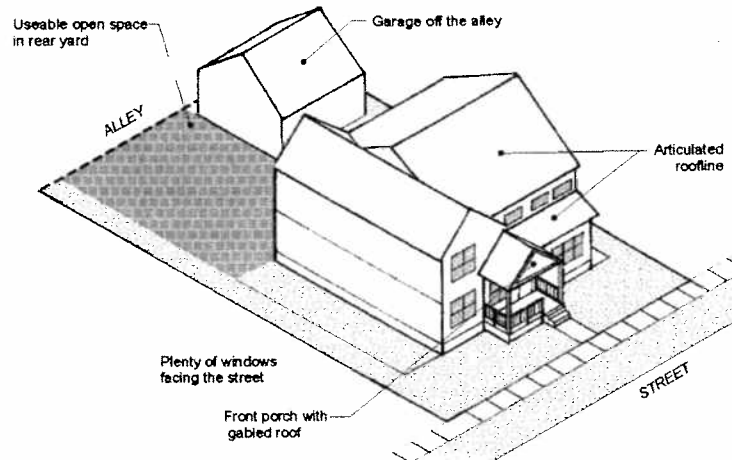 Useable open space
in rear yard
Garage off the alley
ALLEY
Articulated
roofline
Plenty of windows
facing the street
Front porch with
gabled roof
STREET